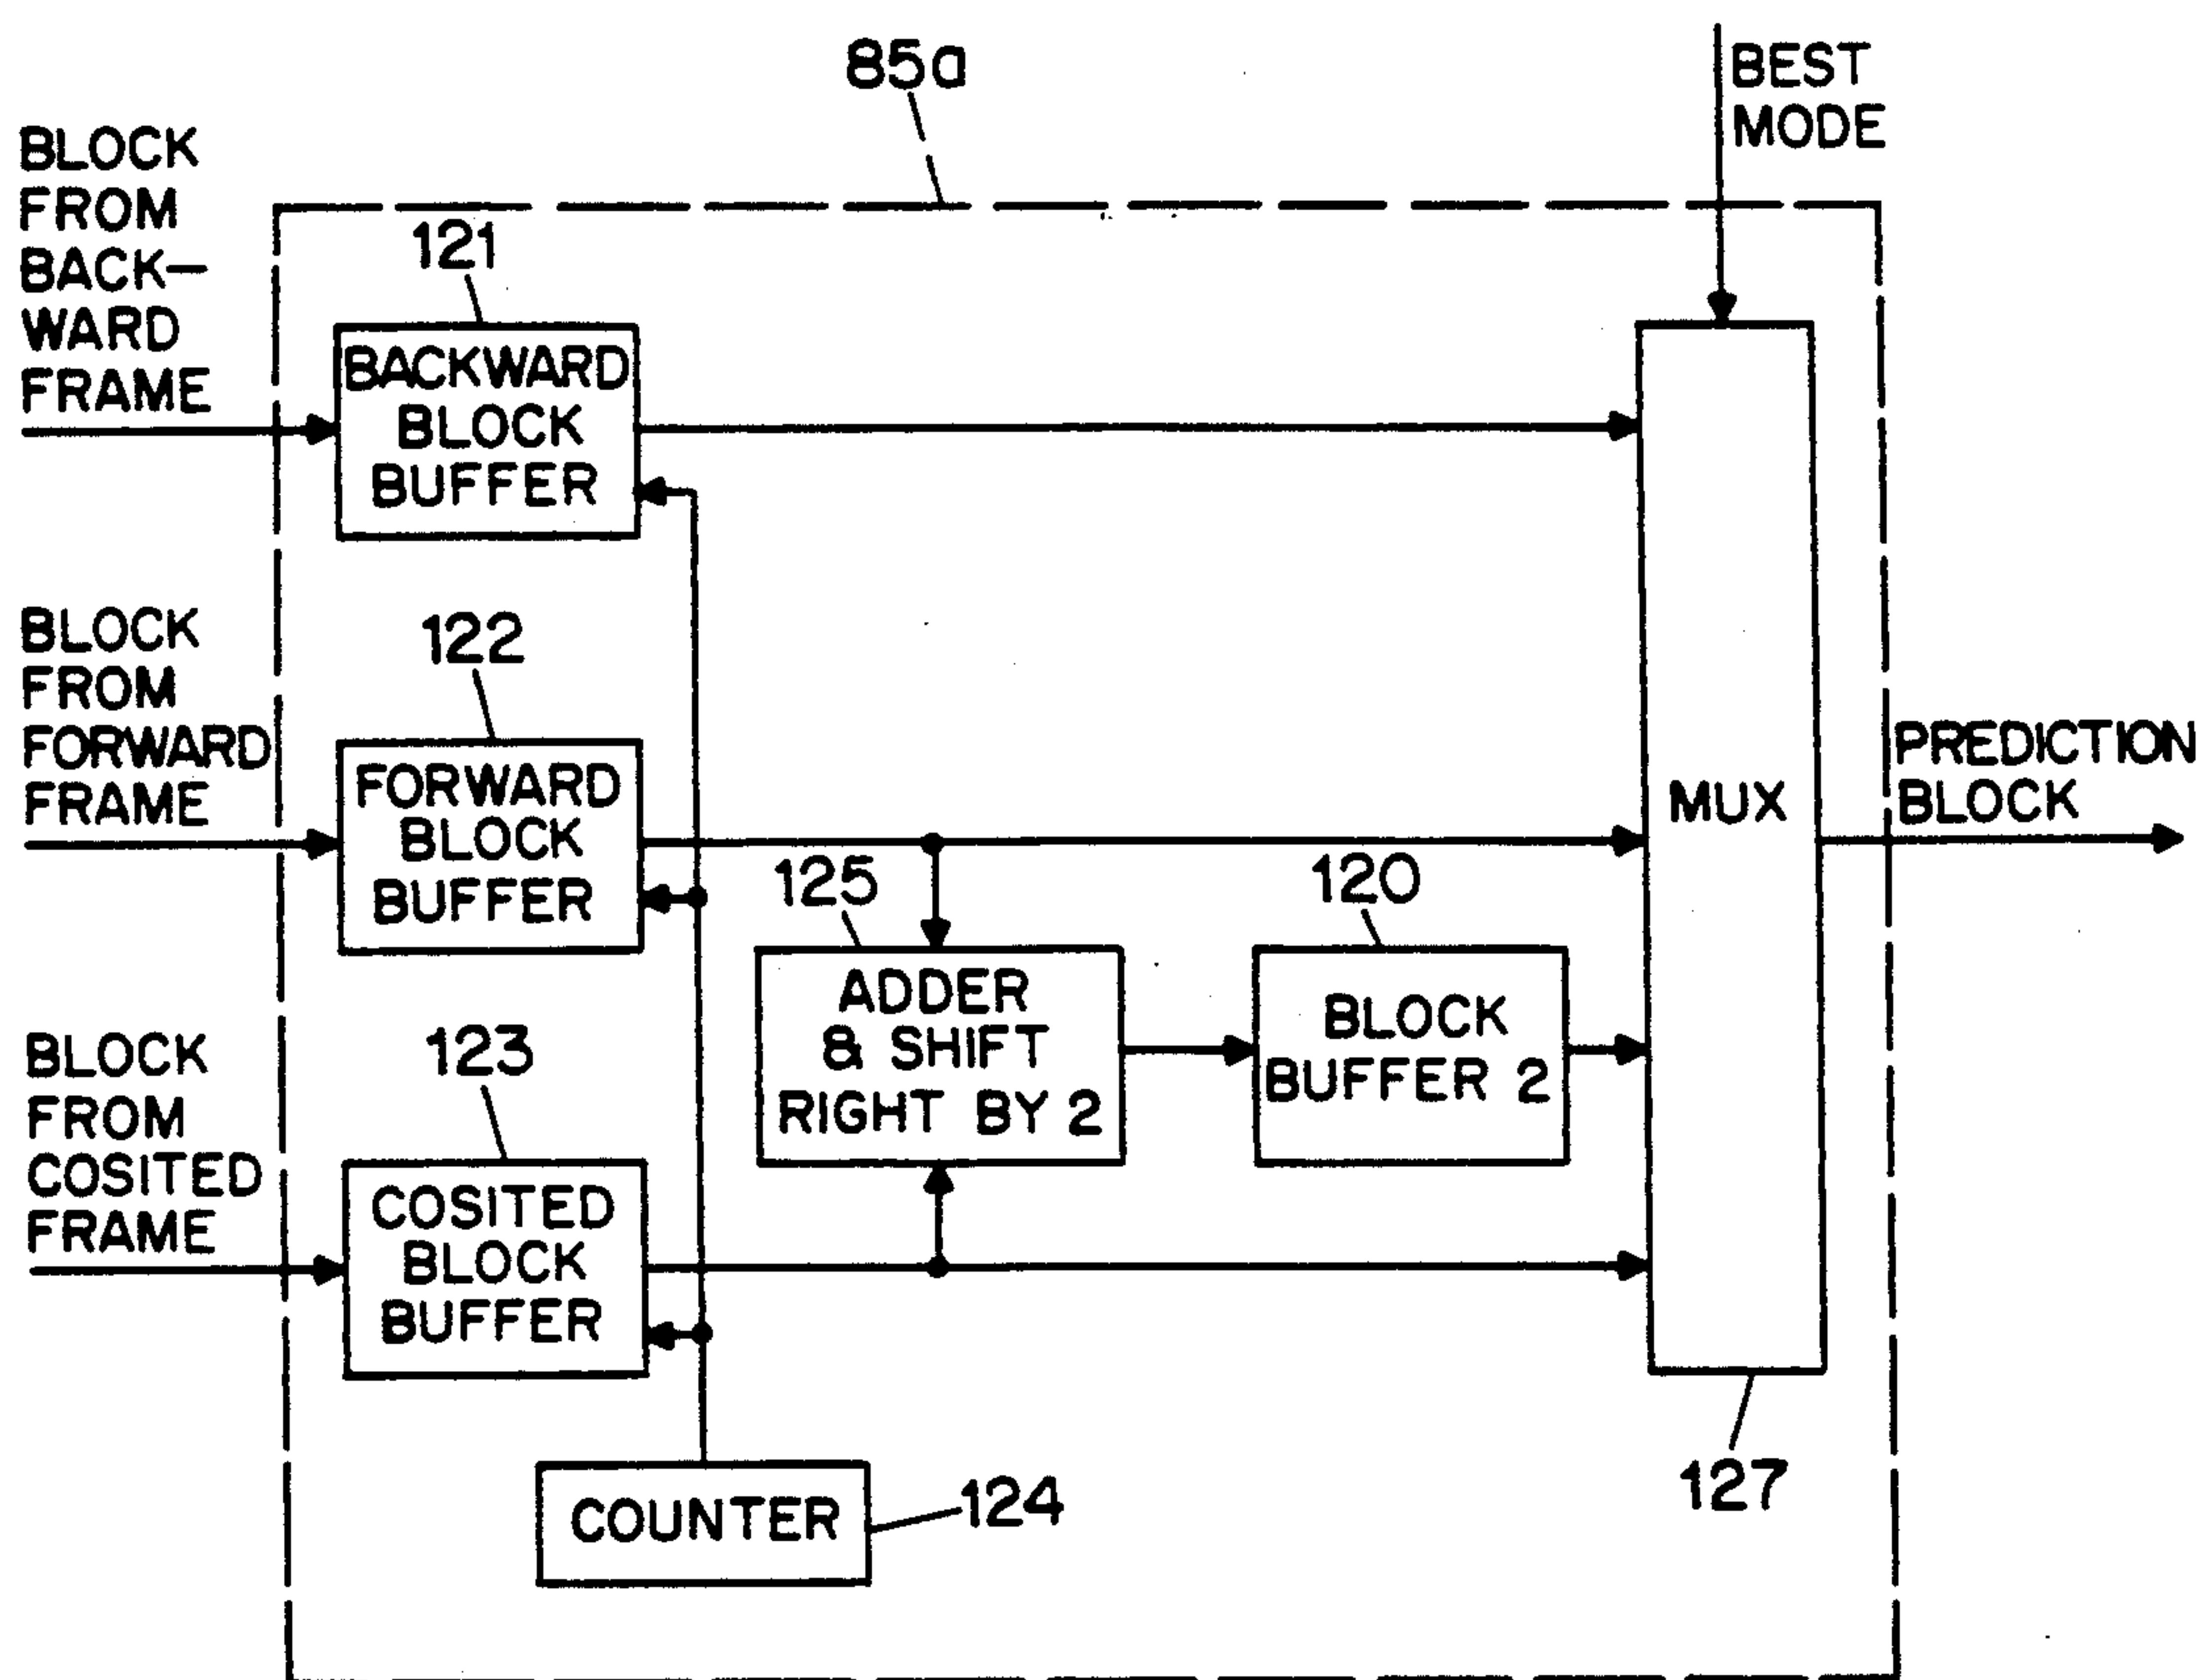 85a
BEST
MODE
BLOCK
FROM
BACK—
WARD
FRAME
121
BACKWARD
BLOCK
BUFFER
BLOCK
FROM
FORWARD
FRAME
122
FORWARD
BLOCK
BUFFER
MUX
PREDICTION
BLOCK
125
ADDER
& SHIFT
RIGHT BY 2
120
BLOCK
BUFFER 2
BLOCK
FROM
COSITED
FRAME
123
COSITED
BLOCK
BUFFER
COUNTER
124
127